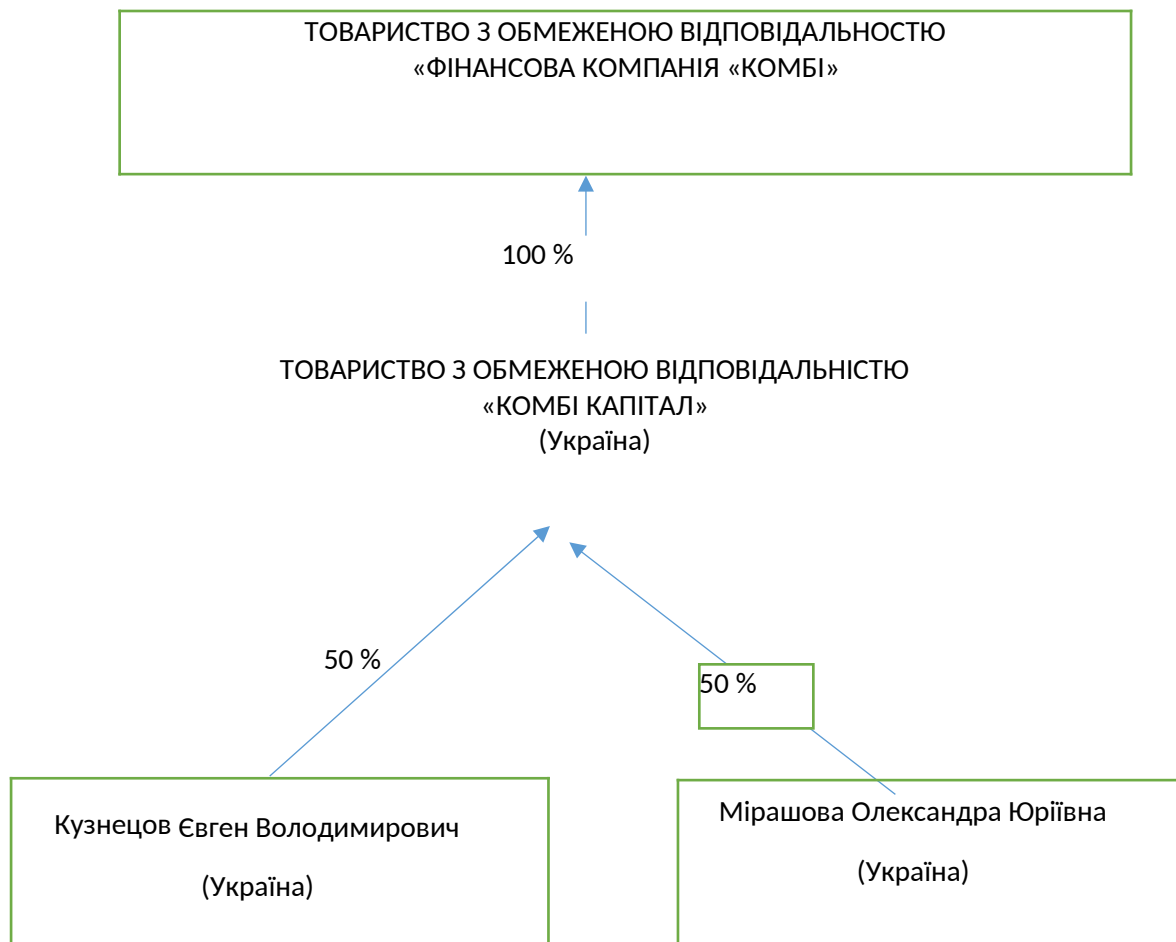 ТОВАРИСТВО З ОБМЕЖЕНОЮ ВІДПОВІДАЛЬНОСТЮ
«ФІНАНСОВА КОМПАНІЯ «КОМБІ»
100 %
ТОВАРИСТВО З ОБМЕЖЕНОЮ ВІДПОВІДАЛЬНІСТЮ
«КОМБІ КАПІТАЛ»
(Україна)
50 %
50 %
Кузнецов Євген Володимирович
(Україна)
Мірашова Олександра Юріївна
(Україна)